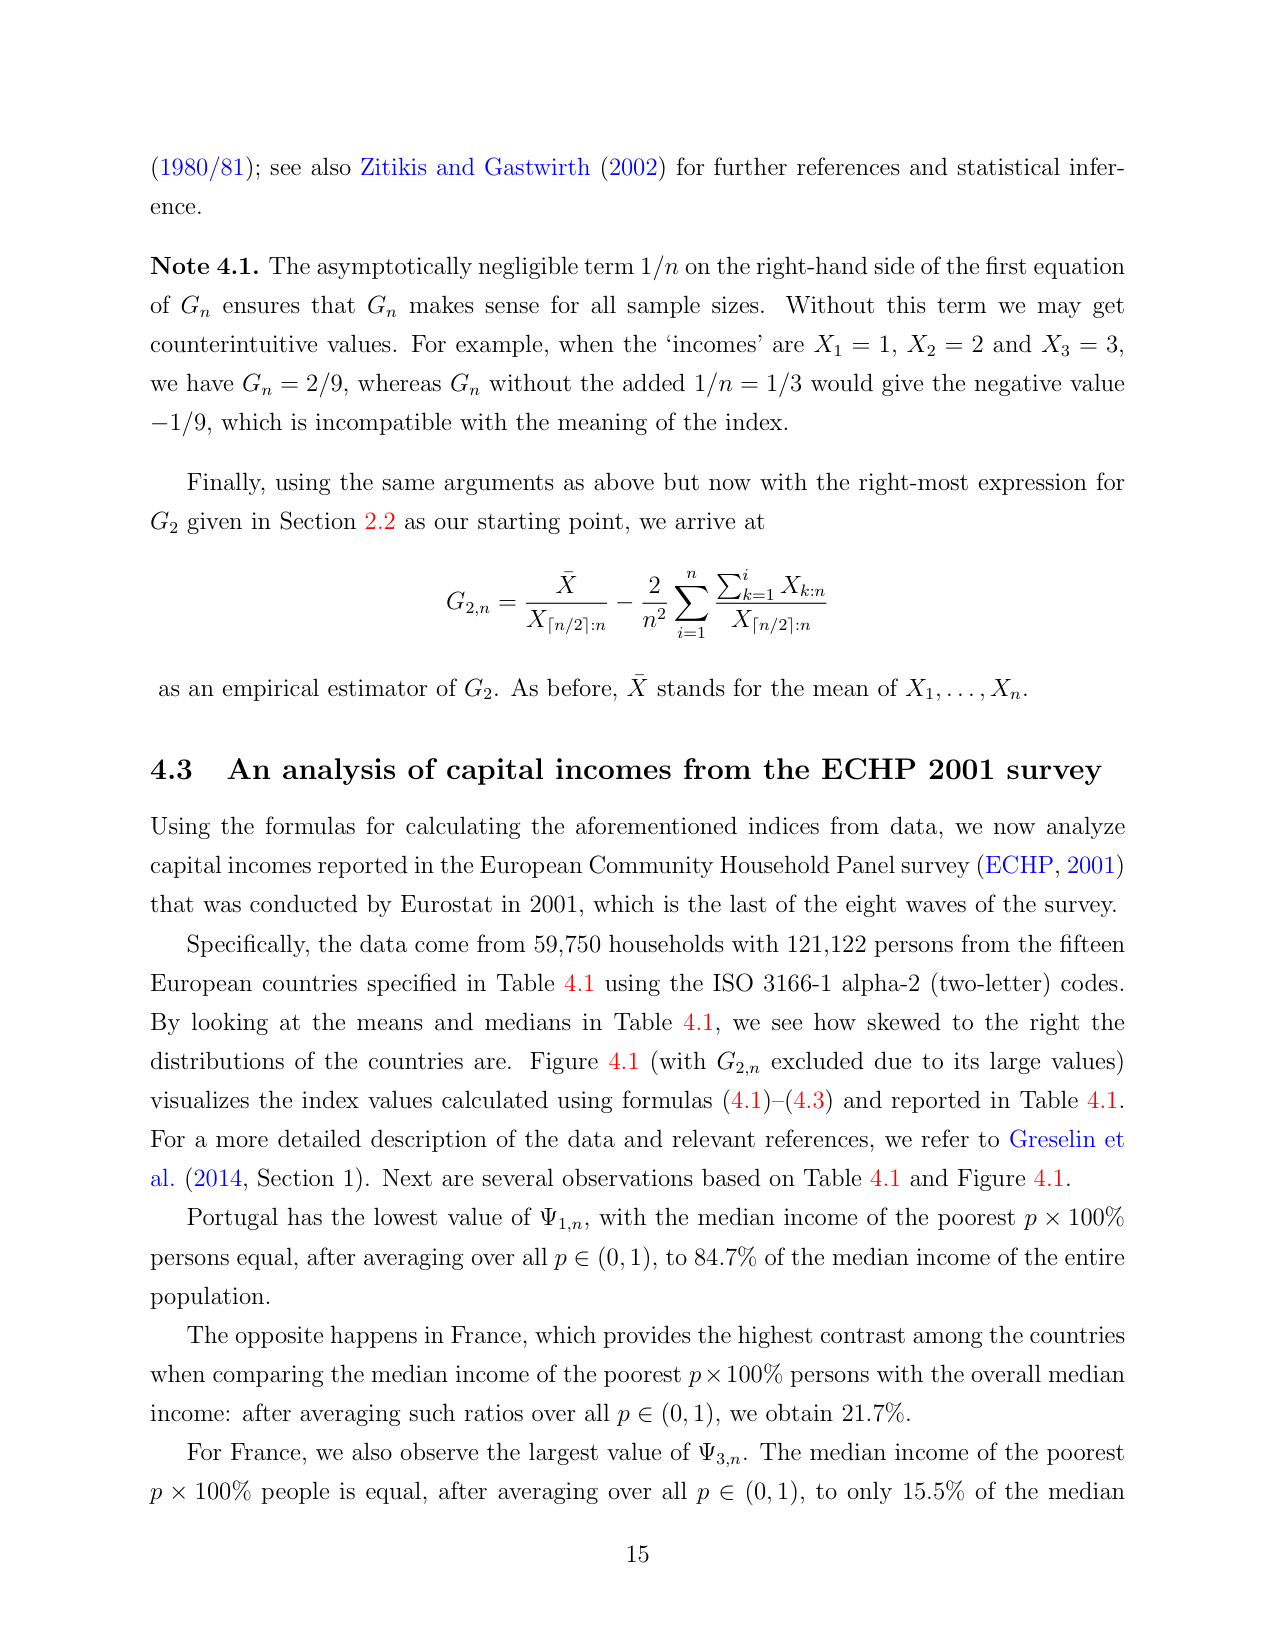 (1980/81); see also Zitikis and Gastwirth (2002) for further references and statistical infer-
ence.
Note 4.1. The asymptotically negligible term 1/n on the right-hand side of the first equation
of Gₙ ensures that Gₙ makes sense for all sample sizes. Without this term we may get
counterintuitive values. For example, when the ‘incomes’ are X₁ = 1, X₂ = 2 and X₃ = 3,
we have Gₙ = 2/9, whereas Gₙ without the added 1/n = 1/3 would give the negative value
−1/9, which is incompatible with the meaning of the index.
Finally, using the same arguments as above but now with the right-most expression for
G₂ given in Section 2.2 as our starting point, we arrive at
$G_{2,n} = \frac{\bar{X}}{X_{\lceil n/2 \rceil:n}} - \frac{2}{n^2} \sum_{i=1}^{n} \frac{\sum_{k=1}^{i} X_{k:n}}{X_{\lceil n/2 \rceil:n}}$
as an empirical estimator of G₂. As before, X̄ stands for the mean of X₁, . . . , Xₙ.
4.3 An analysis of capital incomes from the ECHP 2001 survey
Using the formulas for calculating the aforementioned indices from data, we now analyze
capital incomes reported in the European Community Household Panel survey (ECHP, 2001)
that was conducted by Eurostat in 2001, which is the last of the eight waves of the survey.
Specifically, the data come from 59,750 households with 121,122 persons from the fifteen
European countries specified in Table 4.1 using the ISO 3166-1 alpha-2 (two-letter) codes.
By looking at the means and medians in Table 4.1, we see how skewed to the right the
distributions of the countries are. Figure 4.1 (with $G_{2,n}$ excluded due to its large values)
visualizes the index values calculated using formulas (4.1)–(4.3) and reported in Table 4.1.
For a more detailed description of the data and relevant references, we refer to Greselin et
al. (2014, Section 1). Next are several observations based on Table 4.1 and Figure 4.1.
Portugal has the lowest value of $\Psi_{1,n}$, with the median income of the poorest p × 100%
persons equal, after averaging over all p ∈ (0, 1), to 84.7% of the median income of the entire
population.
The opposite happens in France, which provides the highest contrast among the countries
when comparing the median income of the poorest p × 100% persons with the overall median
income: after averaging such ratios over all p ∈ (0, 1), we obtain 21.7%.
For France, we also observe the largest value of $\Psi_{3,n}$. The median income of the poorest
p × 100% people is equal, after averaging over all p ∈ (0, 1), to only 15.5% of the median
15